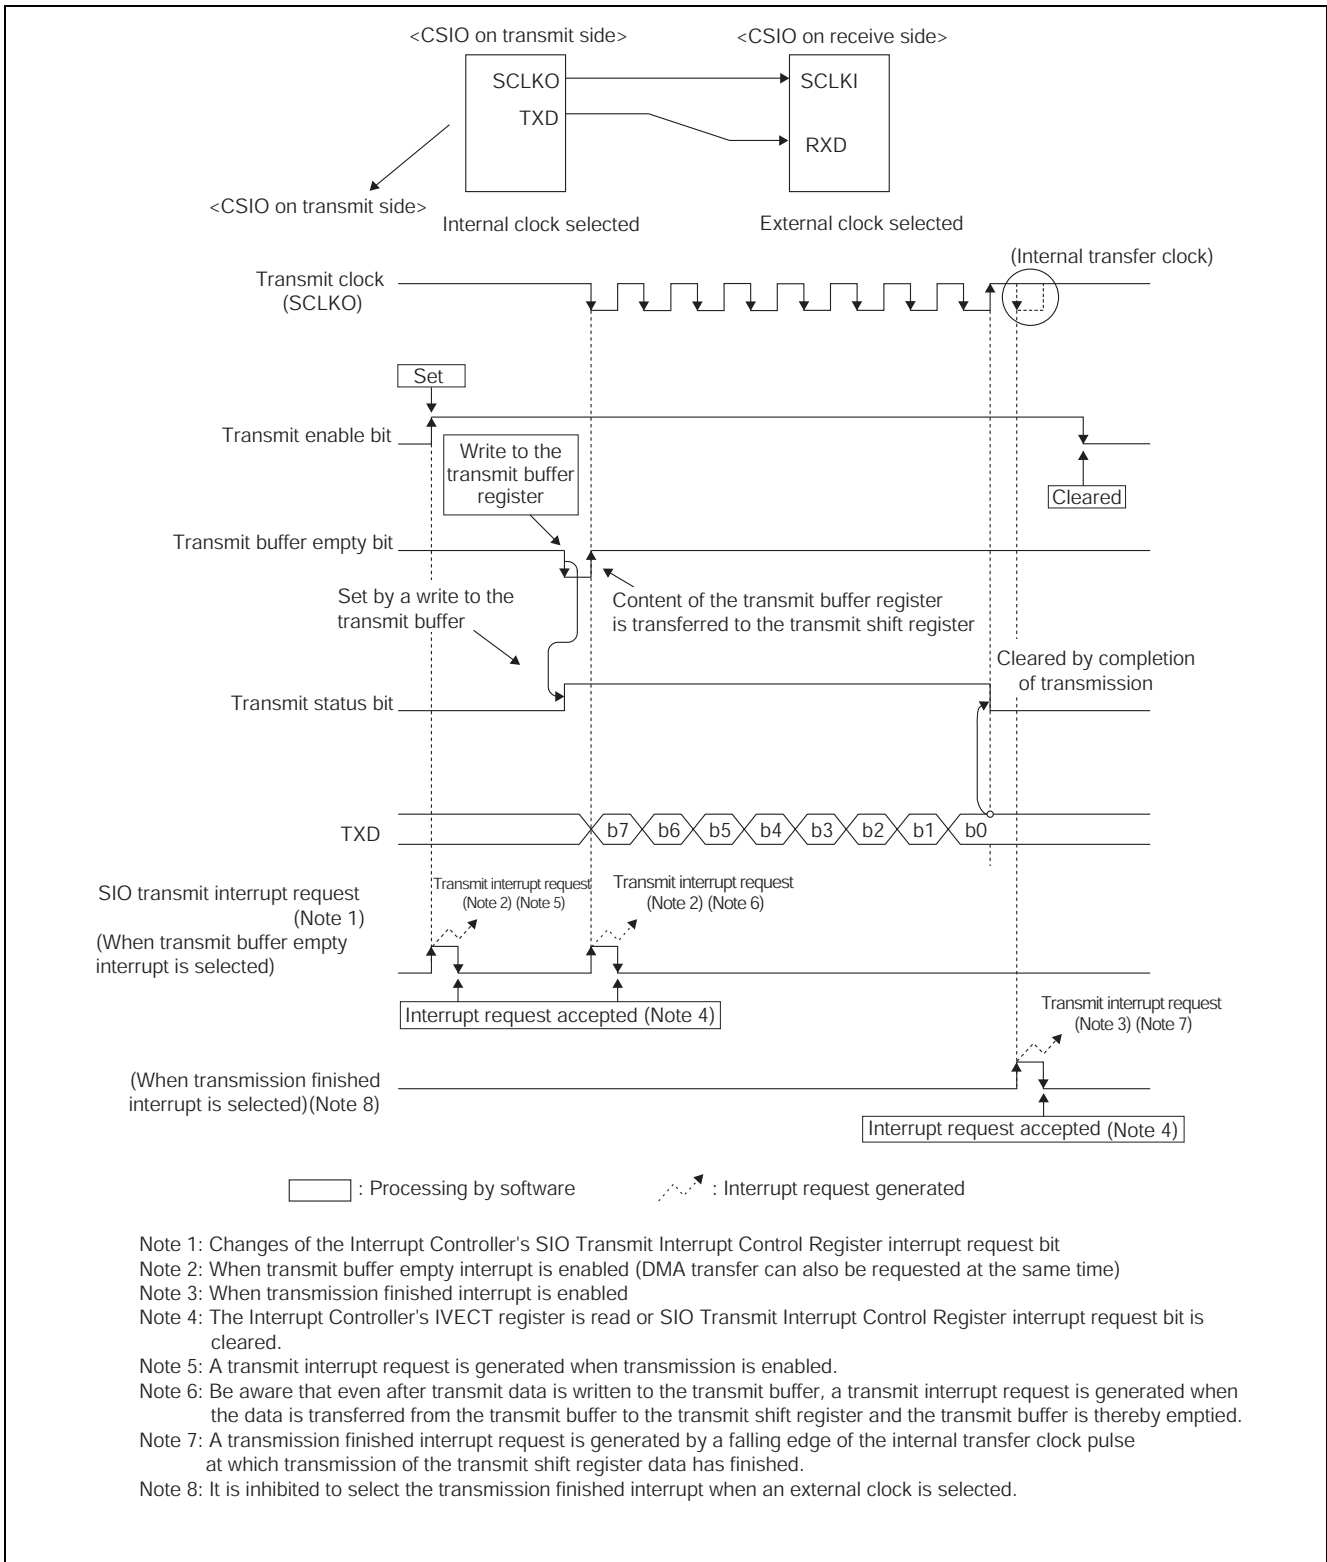 <CSIO on transmit side>
<CSIO on receive side>
SCLKO
SCLKI
TXD
RXD
<CSIO on transmit side>
Internal clock selected
External clock selected
(Internal transfer clock)
Transmit clock
(SCLKO)
Set
Transmit enable bit
Write to the
transmit buffer
register
Cleared
Transmit buffer empty bit
Set by a write to the
transmit buffer
Content of the transmit buffer register
is transferred to the transmit shift register
Cleared by completion
of transmission
Transmit status bit
TXD
b7
b6
b5
b4
b3
b2
b1
b0
SIO transmit interrupt request
(Note 1)
(When transmit buffer empty
interrupt is selected)
Transmit interrupt request
(Note 2) (Note 5)
Transmit interrupt request
(Note 2) (Note 6)
Interrupt request accepted (Note 4)
Transmit interrupt request
(Note 3) (Note 7)
(When transmission finished
interrupt is selected)(Note 8)
Interrupt request accepted (Note 4)
: Processing by software
: Interrupt request generated
Note 1: Changes of the Interrupt Controller's SIO Transmit Interrupt Control Register interrupt request bit
Note 2: When transmit buffer empty interrupt is enabled (DMA transfer can also be requested at the same time)
Note 3: When transmission finished interrupt is enabled
Note 4: The Interrupt Controller's IVECT register is read or SIO Transmit Interrupt Control Register interrupt request bit is
cleared.
Note 5: A transmit interrupt request is generated when transmission is enabled.
Note 6: Be aware that even after transmit data is written to the transmit buffer, a transmit interrupt request is generated when
the data is transferred from the transmit buffer to the transmit shift register and the transmit buffer is thereby emptied.
Note 7: A transmission finished interrupt request is generated by a falling edge of the internal transfer clock pulse
at which transmission of the transmit shift register data has finished.
Note 8: It is inhibited to select the transmission finished interrupt when an external clock is selected.